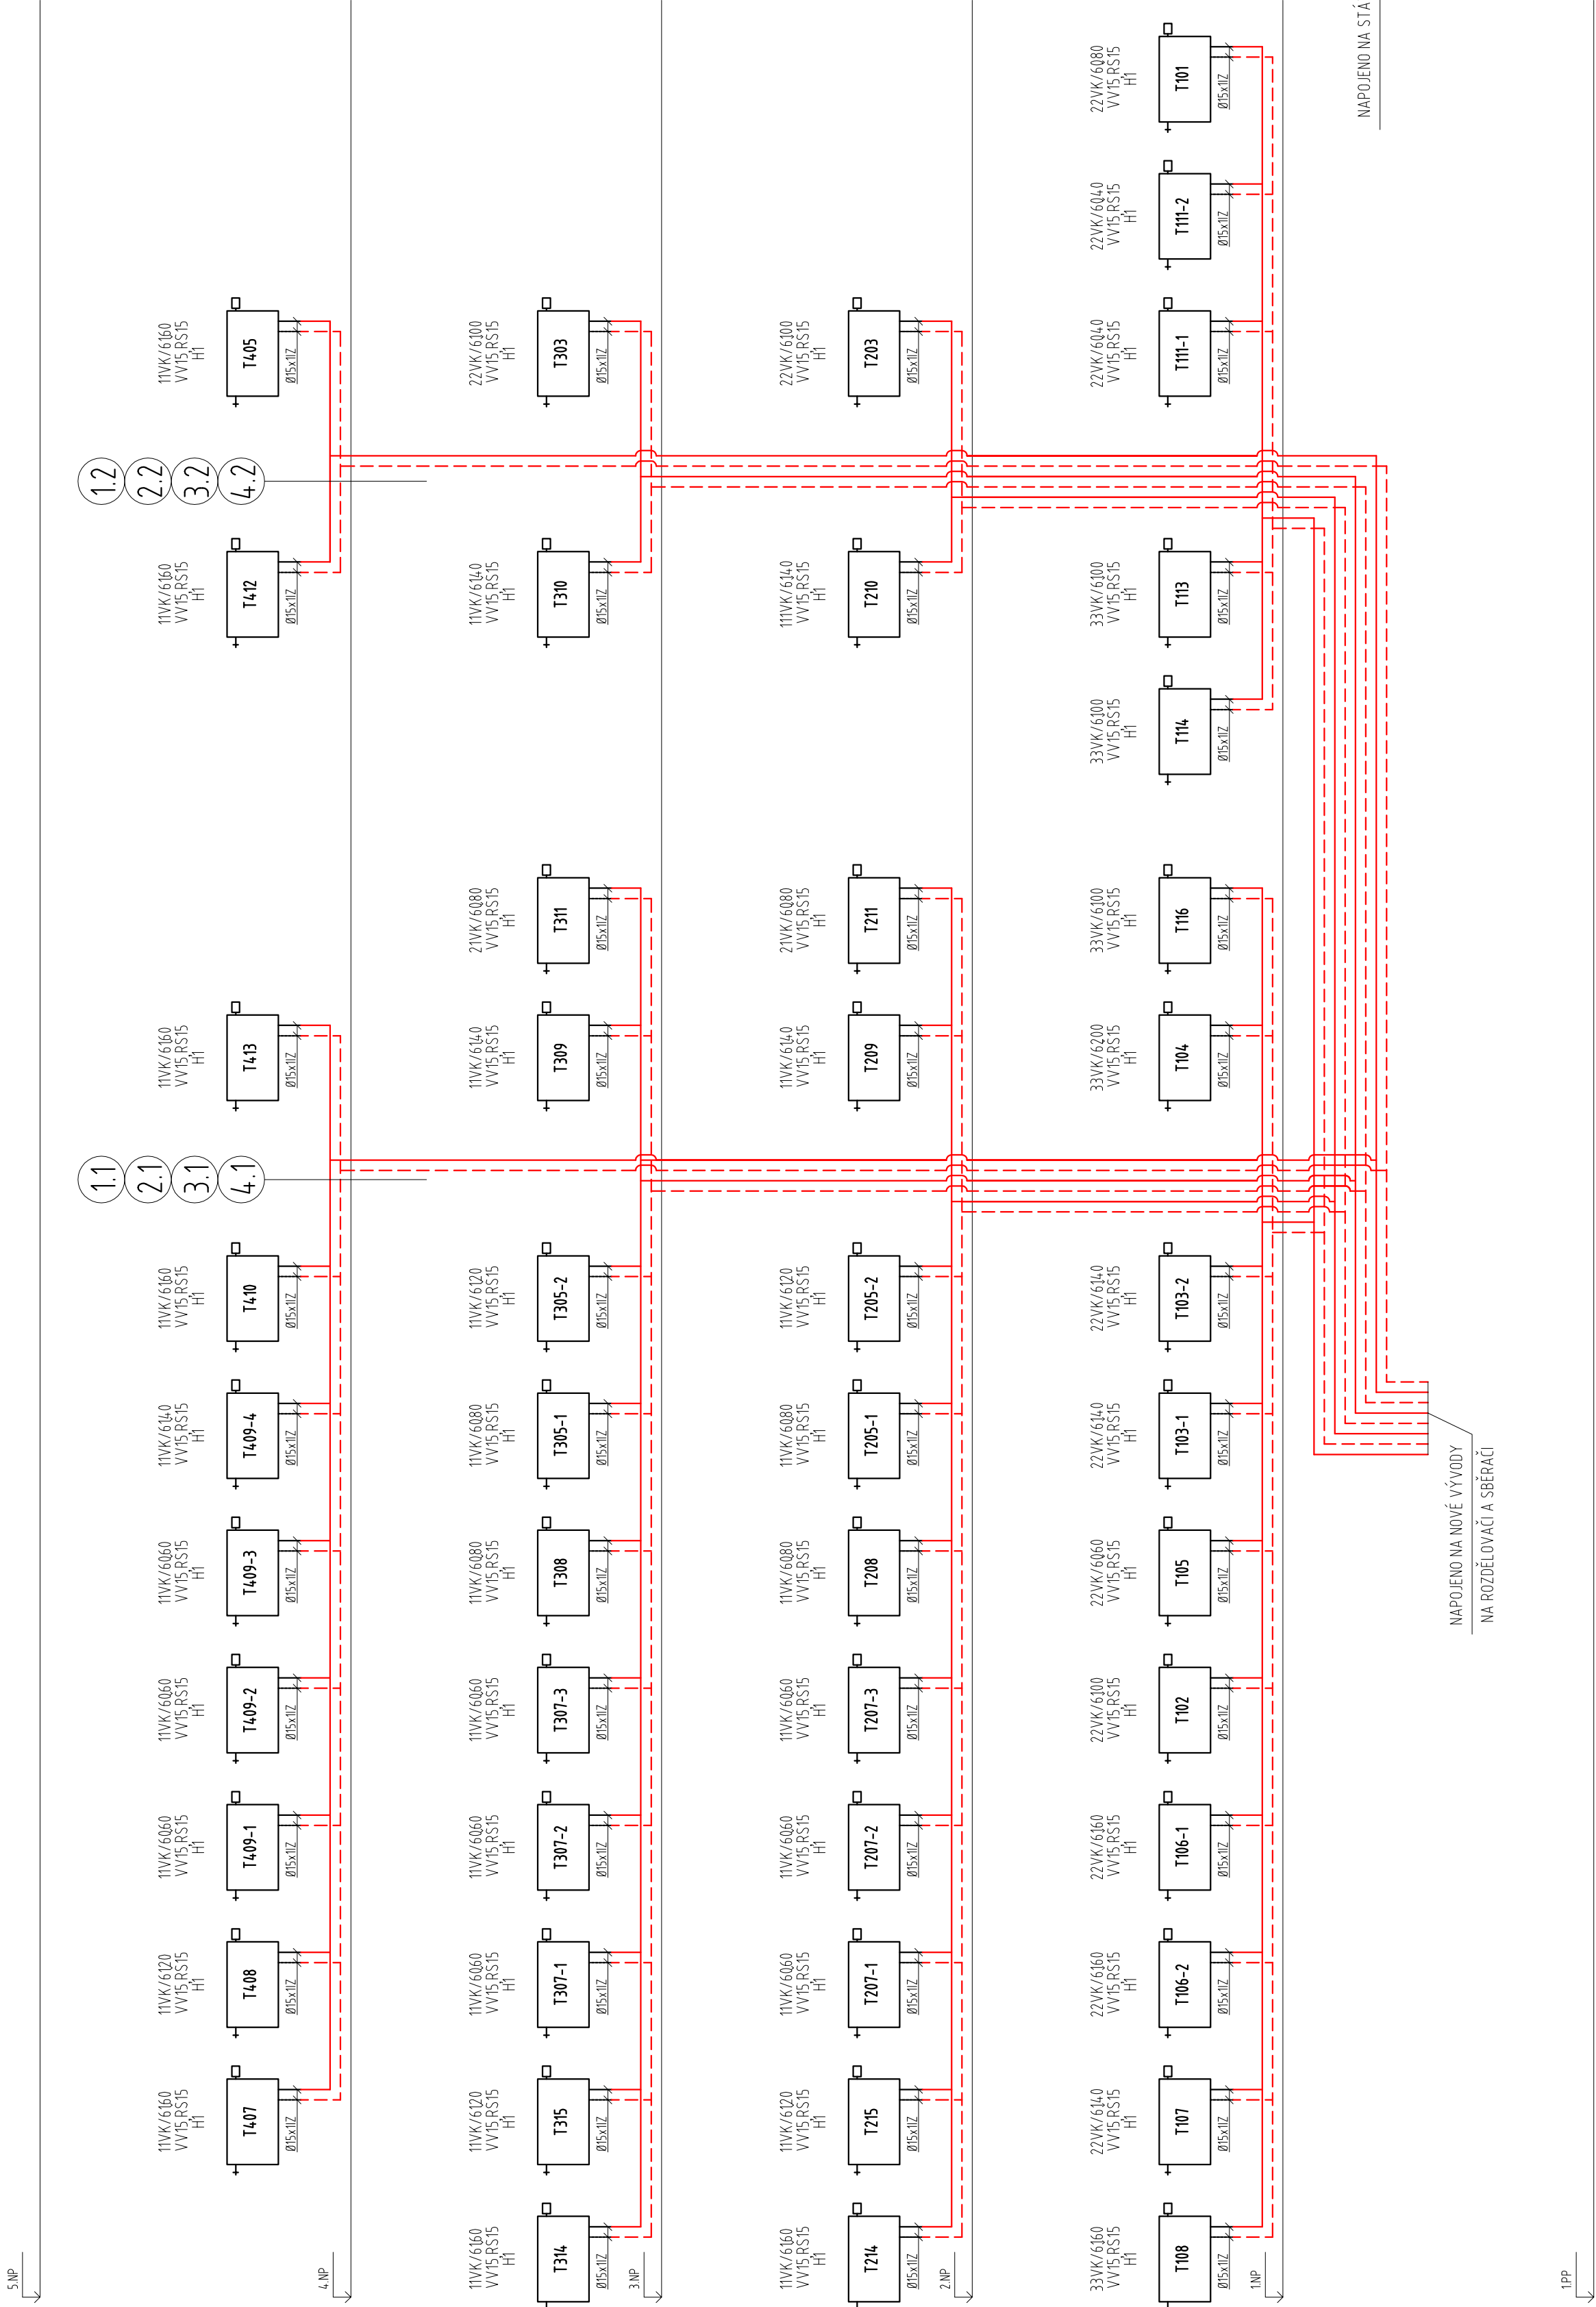 5.NP
1.1
2.1
3.1
4.1
1.2
2.2
3.2
4.2
11VK/6160
VV15,RS15
H1
T407
Ø15x1IZ
11VK/6120
VV15,RS15
H1
T408
Ø15x1IZ
11VK/6060
VV15,RS15
H1
T409-1
Ø15x1IZ
11VK/6060
VV15,RS15
H1
T409-2
Ø15x1IZ
11VK/6060
VV15,RS15
H1
T409-3
Ø15x1IZ
11VK/6140
VV15,RS15
H1
T409-4
Ø15x1IZ
11VK/6160
VV15,RS15
H1
T410
Ø15x1IZ
11VK/6160
VV15,RS15
H1
T413
Ø15x1IZ
11VK/6160
VV15,RS15
H1
T412
Ø15x1IZ
11VK/6160
VV15,RS15
H1
T405
Ø15x1IZ
4.NP
11VK/6160
VV15,RS15
H1
T314
Ø15x1IZ
11VK/6120
VV15,RS15
H1
T315
Ø15x1IZ
11VK/6060
VV15,RS15
H1
T307-1
Ø15x1IZ
11VK/6060
VV15,RS15
H1
T307-2
Ø15x1IZ
11VK/6060
VV15,RS15
H1
T307-3
Ø15x1IZ
11VK/6080
VV15,RS15
H1
T308
Ø15x1IZ
11VK/6080
VV15,RS15
H1
T305-1
Ø15x1IZ
11VK/6120
VV15,RS15
H1
T305-2
Ø15x1IZ
11VK/6140
VV15,RS15
H1
T309
Ø15x1IZ
21VK/6080
VV15,RS15
H1
T311
Ø15x1IZ
11VK/6140
VV15,RS15
H1
T310
Ø15x1IZ
22VK/6100
VV15,RS15
H1
T303
Ø15x1IZ
3.NP
11VK/6160
VV15,RS15
H1
T214
Ø15x1IZ
11VK/6120
VV15,RS15
H1
T215
Ø15x1IZ
11VK/6060
VV15,RS15
H1
T207-1
Ø15x1IZ
11VK/6060
VV15,RS15
H1
T207-2
Ø15x1IZ
11VK/6060
VV15,RS15
H1
T207-3
Ø15x1IZ
11VK/6080
VV15,RS15
H1
T208
Ø15x1IZ
11VK/6080
VV15,RS15
H1
T205-1
Ø15x1IZ
11VK/6120
VV15,RS15
H1
T205-2
Ø15x1IZ
11VK/6140
VV15,RS15
H1
T209
Ø15x1IZ
21VK/6080
VV15,RS15
H1
T211
Ø15x1IZ
111VK/6140
VV15,RS15
H1
T210
Ø15x1IZ
22VK/6100
VV15,RS15
H1
T203
Ø15x1IZ
2.NP
33VK/6160
VV15,RS15
H1
T108
Ø15x1IZ
22VK/6140
VV15,RS15
H1
T107
Ø15x1IZ
22VK/6160
VV15,RS15
H1
T106-2
Ø15x1IZ
22VK/6160
VV15,RS15
H1
T106-1
Ø15x1IZ
22VK/6100
VV15,RS15
H1
T102
Ø15x1IZ
22VK/6060
VV15,RS15
H1
T105
Ø15x1IZ
22VK/6140
VV15,RS15
H1
T103-1
Ø15x1IZ
22VK/6140
VV15,RS15
H1
T103-2
Ø15x1IZ
33VK/6200
VV15,RS15
H1
T104
Ø15x1IZ
33VK/6100
VV15,RS15
H1
T116
Ø15x1IZ
33VK/6100
VV15,RS15
H1
T114
Ø15x1IZ
33VK/6100
VV15,RS15
H1
T113
Ø15x1IZ
22VK/6040
VV15,RS15
H1
T111-1
Ø15x1IZ
22VK/6040
VV15,RS15
H1
T111-2
Ø15x1IZ
22VK/6080
VV15,RS15
H1
T101
Ø15x1IZ
1.NP
NAPOJENO NA STÁ
NAPOJENO NA NOVÉ VÝVODY
NA ROZDĚLOVAČI A SBĚRAČI
1.PP